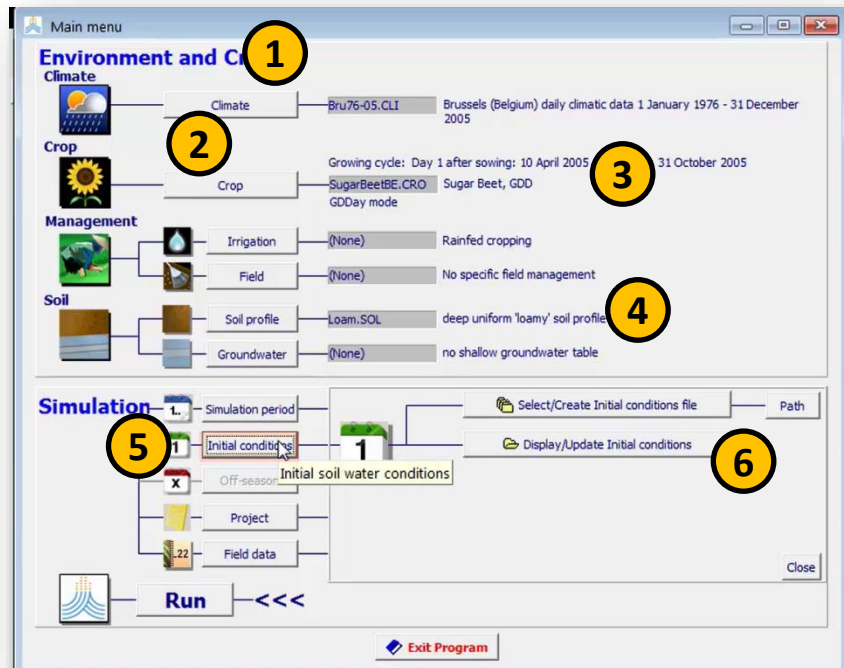 Main menu
Environment and Cr
1
Climate
Climate
Bru76-05.CLI
Brussels (Belgium) daily climatic data 1 January 1976 - 31 December
2005
2
Crop
Growing cycle: Day 1 after sowing: 10 April 2005
31 October 2005
3
Crop
SugarBeetBE.CRO
Sugar Beet, GDD
GDDay mode
Management
Irrigation
(None)
Rainfed cropping
Field
(None)
No specific field management
Soil
Soil profile
Loam.SOL
deep uniform 'loamy' soil profile
4
Groundwater
(None)
no shallow groundwater table
Simulation
1..
Simulation period
Select/Create Initial conditions file
Path
5
1
Initial conditions
1
Display/Update Initial conditions
6
Initial soil water conditions
X
Off-season
Project
.22
Field data
Close
Run
<<<
Exit Program